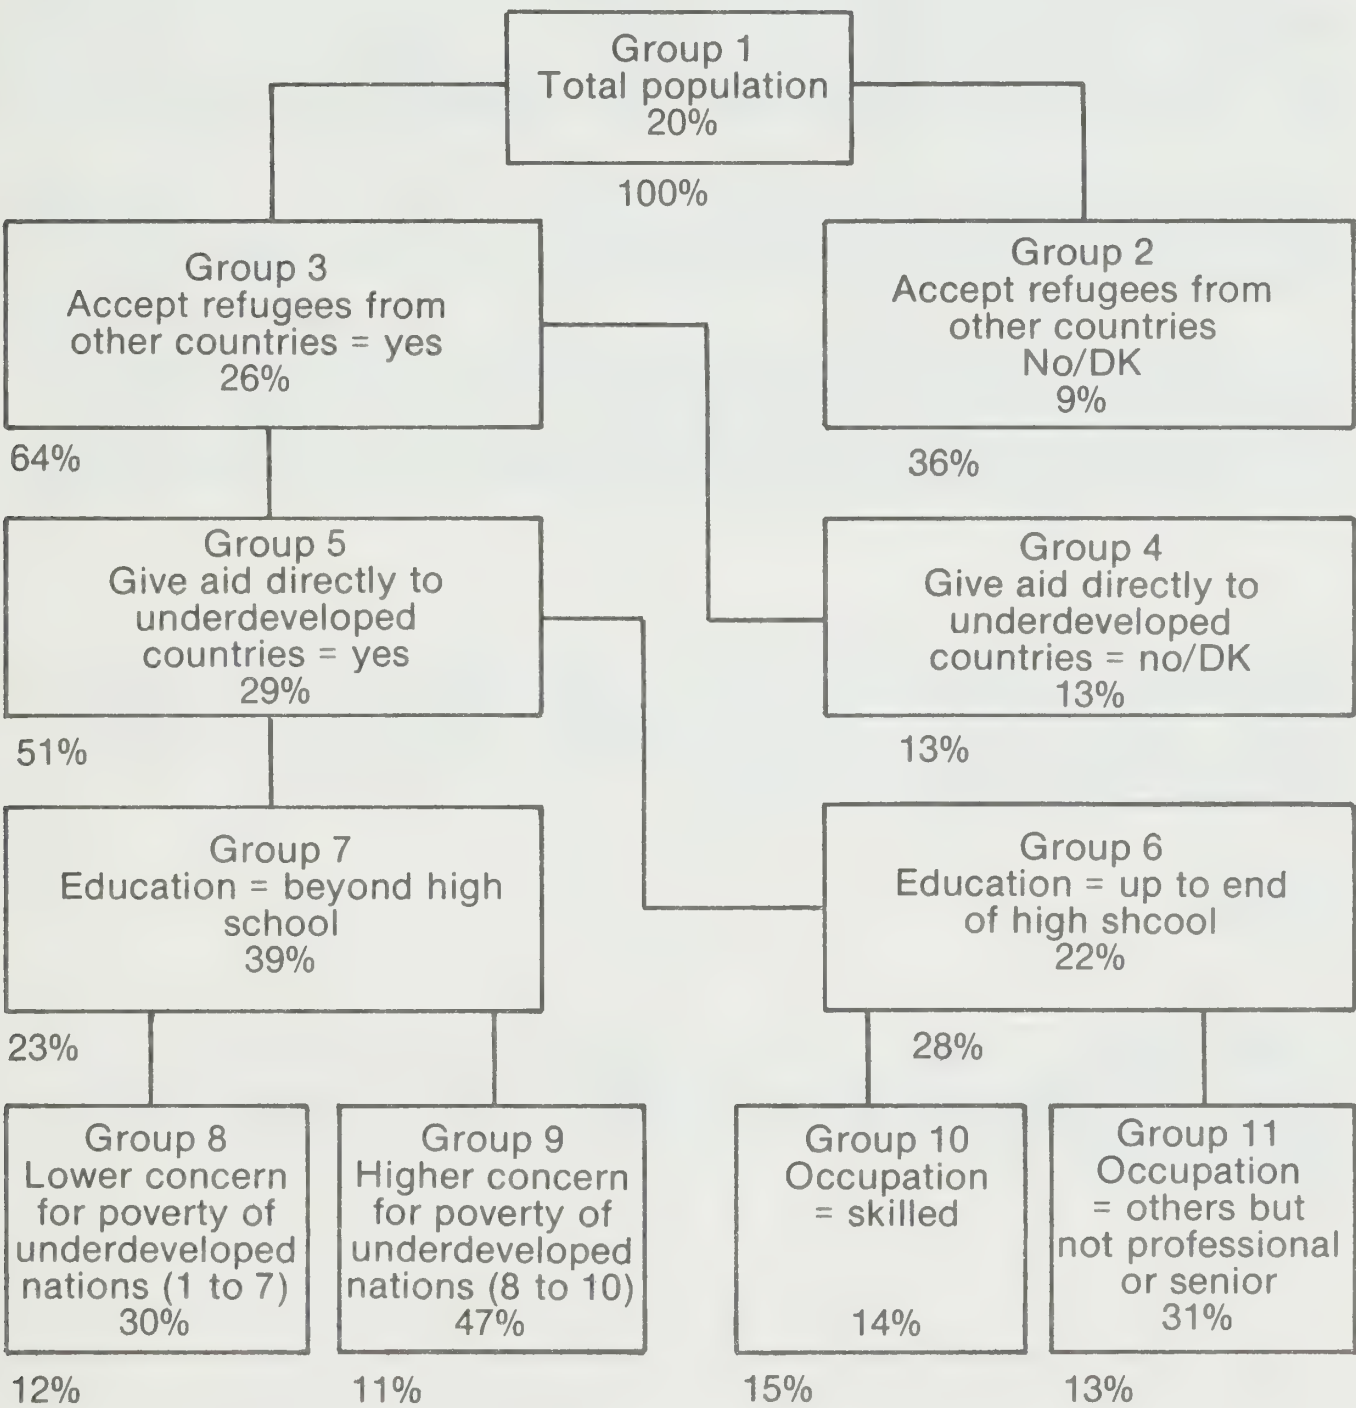 Group 1
Total population
20%
100%
Group 3
Accept refugees from
other countries = yes
26%
64%
Group 2
Accept refugees from
other countries
No/DK
9%
36%
Group 5
Give aid directly to
underdeveloped
countries = yes
29%
51%
Group 4
Give aid directly to
underdeveloped
countries = no/DK
13%
13%
Group 7
Education = beyond high
school
39%
23%
Group 6
Education = up to end
of high shcool
22%
28%
Group 8
Lower concern
for poverty of
underdeveloped
nations (1 to 7)
30%
12%
Group 9
Higher concern
for poverty of
underdeveloped
nations (8 to 10)
47%
11%
Group 10
Occupation
= skilled
14%
15%
Group 11
Occupation
= others but
not professional
or senior
31%
13%